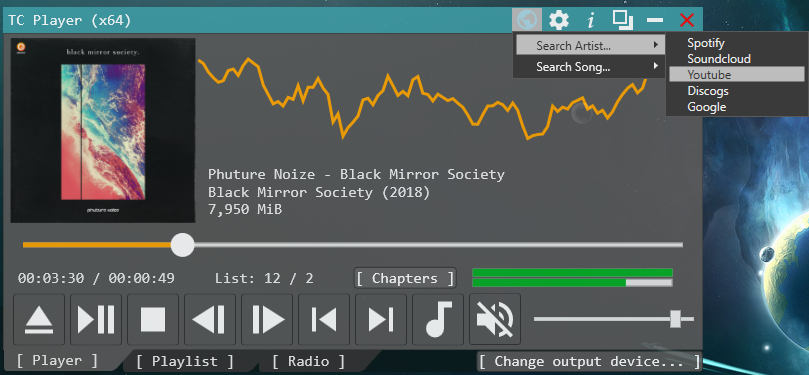 TC Player (x64)
i
Search Artist...
Search Song...
Spotify
Soundcloud
Youtube
Discogs
Google
black mirror society.
phuture noize
Phuture Noize - Black Mirror Society
Black Mirror Society (2018)
7,950 MiB
00:03:30 / 00:00:49
List: 12 / 2
[ Chapters ]
[ Player ]
[ Playlist ]
[ Radio ]
[ Change output device... ]